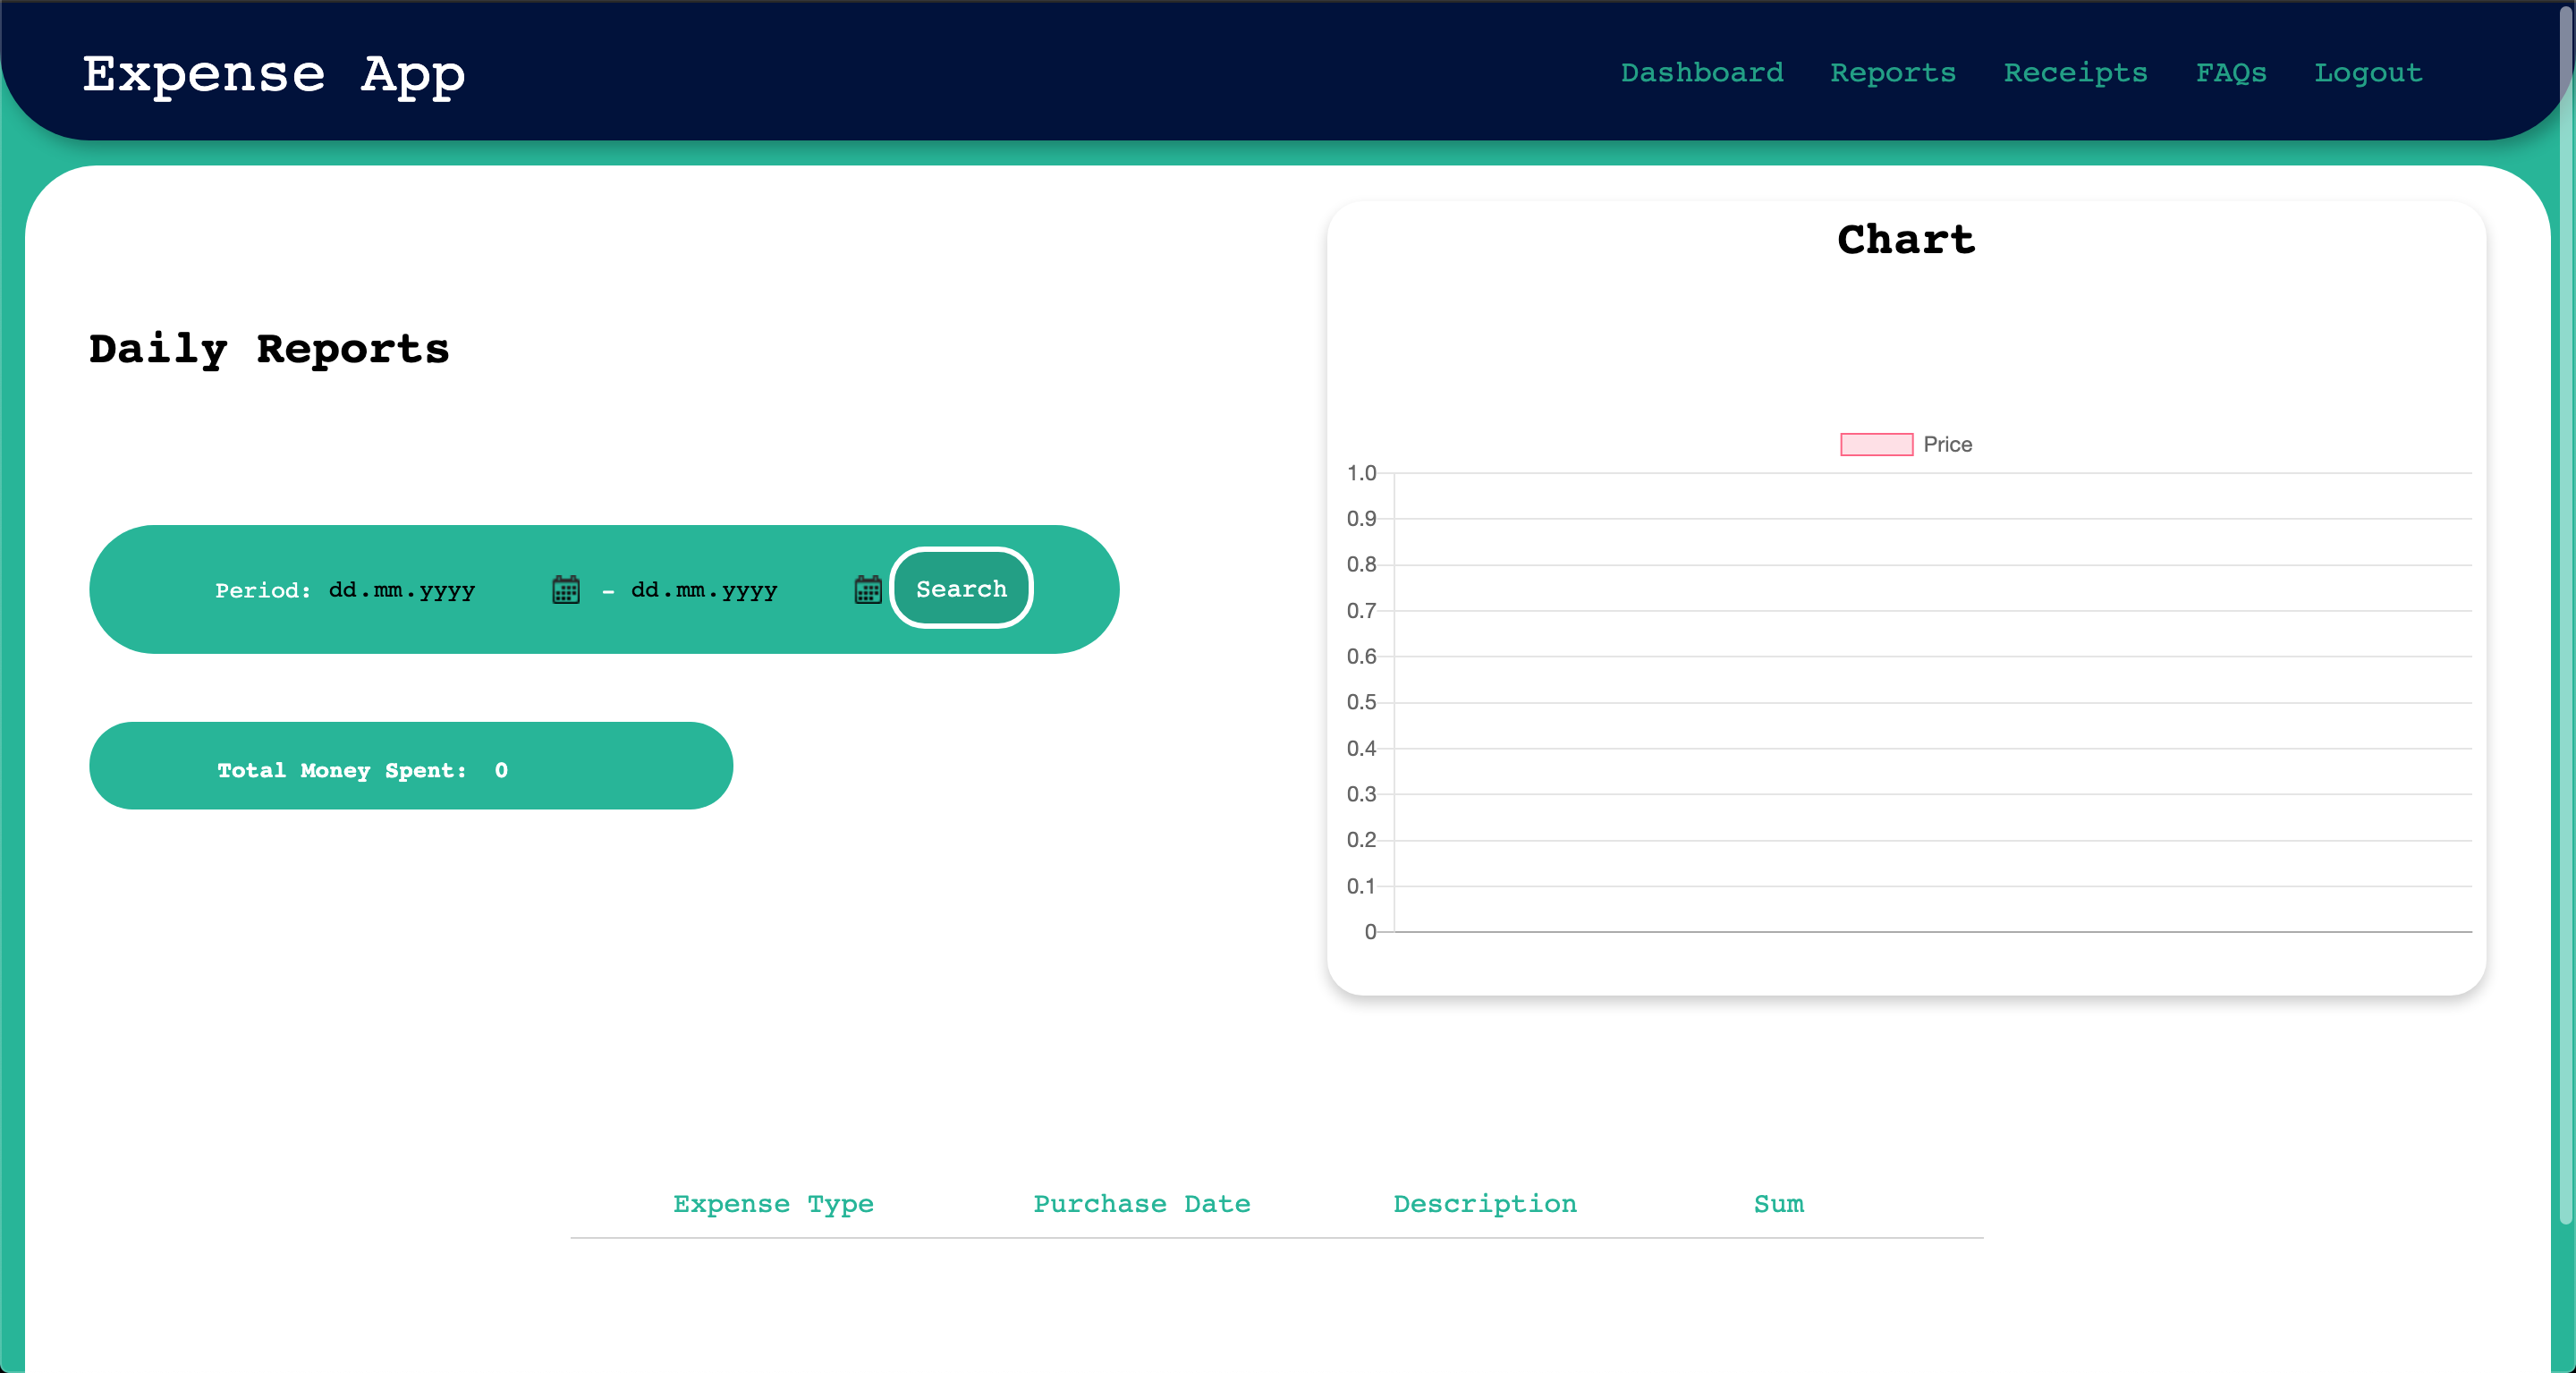 Expense App
Dashboard Reports Receipts FAQs Logout
Daily Reports
Period: dd.mm.yyyy - dd.mm.yyyy Search
Total Money Spent: 0
Chart
Price
1.0
0.9
0.8
0.7
0.6
0.5
0.4
0.3
0.2
0.1
0
Expense Type Purchase Date Description Sum